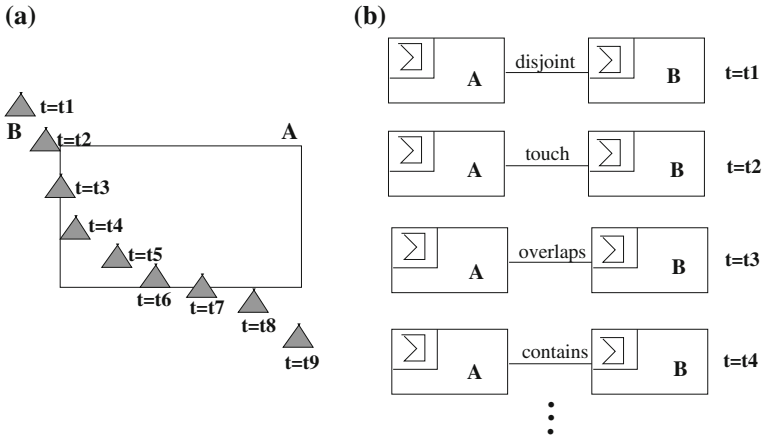 (a)
B
t=t1
A
t=t2
t=t3
t=t4
t=t5
t=t6
t=t7
t=t8
t=t9
(b)
Σ A disjoint Σ B t=t1
Σ A touch Σ B t=t2
Σ A overlaps Σ B t=t3
Σ A contains Σ B t=t4